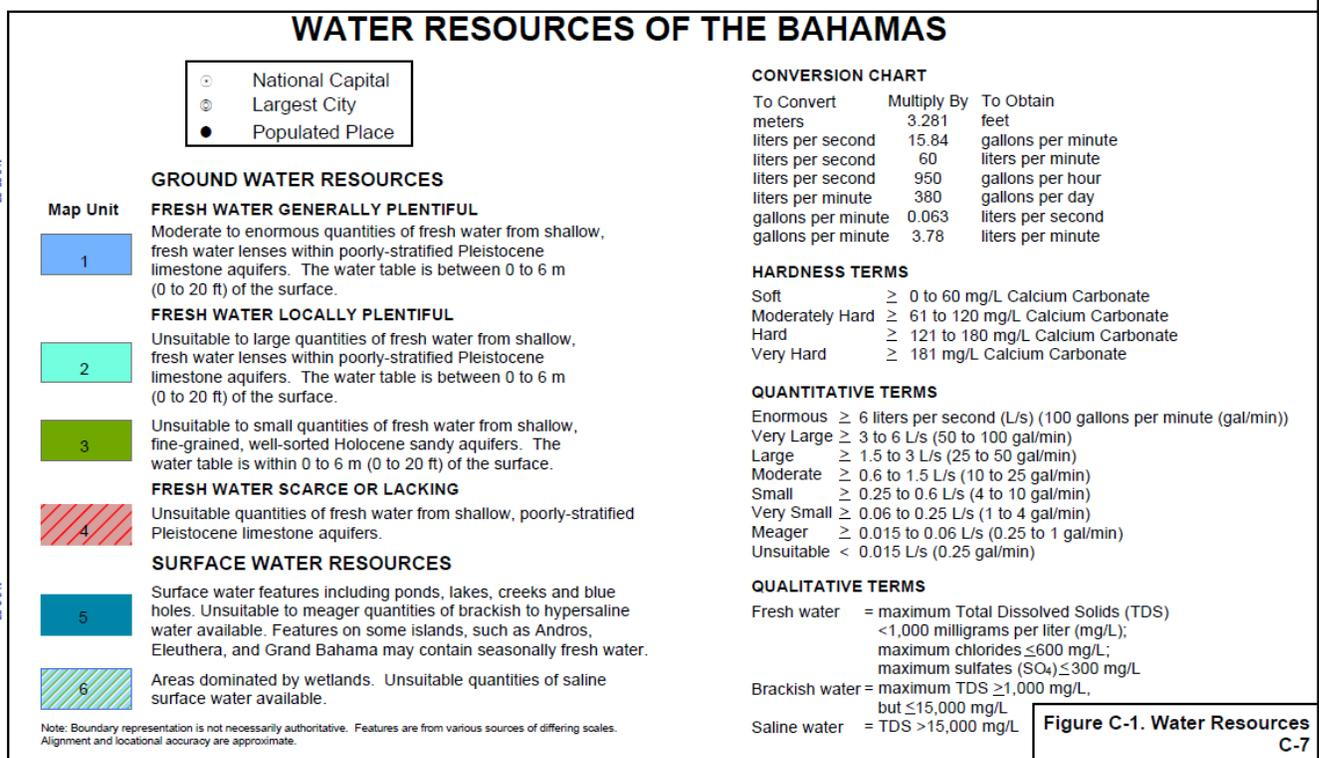 WATER RESOURCES OF THE BAHAMAS
National Capital
Largest City
Populated Place
GROUND WATER RESOURCES
Map Unit
FRESH WATER GENERALLY PLENTIFUL
1
Moderate to enormous quantities of fresh water from shallow,
fresh water lenses within poorly-stratified Pleistocene
limestone aquifers. The water table is between 0 to 6 m
(0 to 20 ft) of the surface.
FRESH WATER LOCALLY PLENTIFUL
2
Unsuitable to large quantities of fresh water from shallow,
fresh water lenses within poorly-stratified Pleistocene
limestone aquifers. The water table is between 0 to 6 m
(0 to 20 ft) of the surface.
3
Unsuitable to small quantities of fresh water from shallow,
fine-grained, well-sorted Holocene sandy aquifers. The
water table is within 0 to 6 m (0 to 20 ft) of the surface.
FRESH WATER SCARCE OR LACKING
4
Unsuitable quantities of fresh water from shallow, poorly-stratified
Pleistocene limestone aquifers.
SURFACE WATER RESOURCES
5
Surface water features including ponds, lakes, creeks and blue
holes. Unsuitable to meager quantities of brackish to hypersaline
water available. Features on some islands, such as Andros,
Eleuthera, and Grand Bahama may contain seasonally fresh water.
6
Areas dominated by wetlands. Unsuitable quantities of saline
surface water available.
Note: Boundary representation is not necessarily authoritative. Features are from various sources of differing scales.
Alignment and locational accuracy are approximate.
CONVERSION CHART
To Convert Multiply By To Obtain
meters 3.281 feet
liters per second 15.84 gallons per minute
liters per second 60 liters per minute
liters per second 950 gallons per hour
liters per minute 380 gallons per day
gallons per minute 0.063 liters per second
gallons per minute 3.78 liters per minute
HARDNESS TERMS
Soft ≥ 0 to 60 mg/L Calcium Carbonate
Moderately Hard ≥ 61 to 120 mg/L Calcium Carbonate
Hard ≥ 121 to 180 mg/L Calcium Carbonate
Very Hard ≥ 181 mg/L Calcium Carbonate
QUANTITATIVE TERMS
Enormous ≥ 6 liters per second (L/s) (100 gallons per minute (gal/min))
Very Large ≥ 3 to 6 L/s (50 to 100 gal/min)
Large ≥ 1.5 to 3 L/s (25 to 50 gal/min)
Moderate ≥ 0.6 to 1.5 L/s (10 to 25 gal/min)
Small ≥ 0.25 to 0.6 L/s (4 to 10 gal/min)
Very Small ≥ 0.06 to 0.25 L/s (1 to 4 gal/min)
Meager ≥ 0.015 to 0.06 L/s (0.25 to 1 gal/min)
Unsuitable < 0.015 L/s (0.25 gal/min)
QUALITATIVE TERMS
Fresh water = maximum Total Dissolved Solids (TDS)
<1,000 milligrams per liter (mg/L);
maximum chlorides ≤600 mg/L;
maximum sulfates (SO₄)≤300 mg/L
Brackish water = maximum TDS ≥1,000 mg/L,
but ≤15,000 mg/L
Saline water = TDS >15,000 mg/L
Figure C-1. Water Resources
C-7